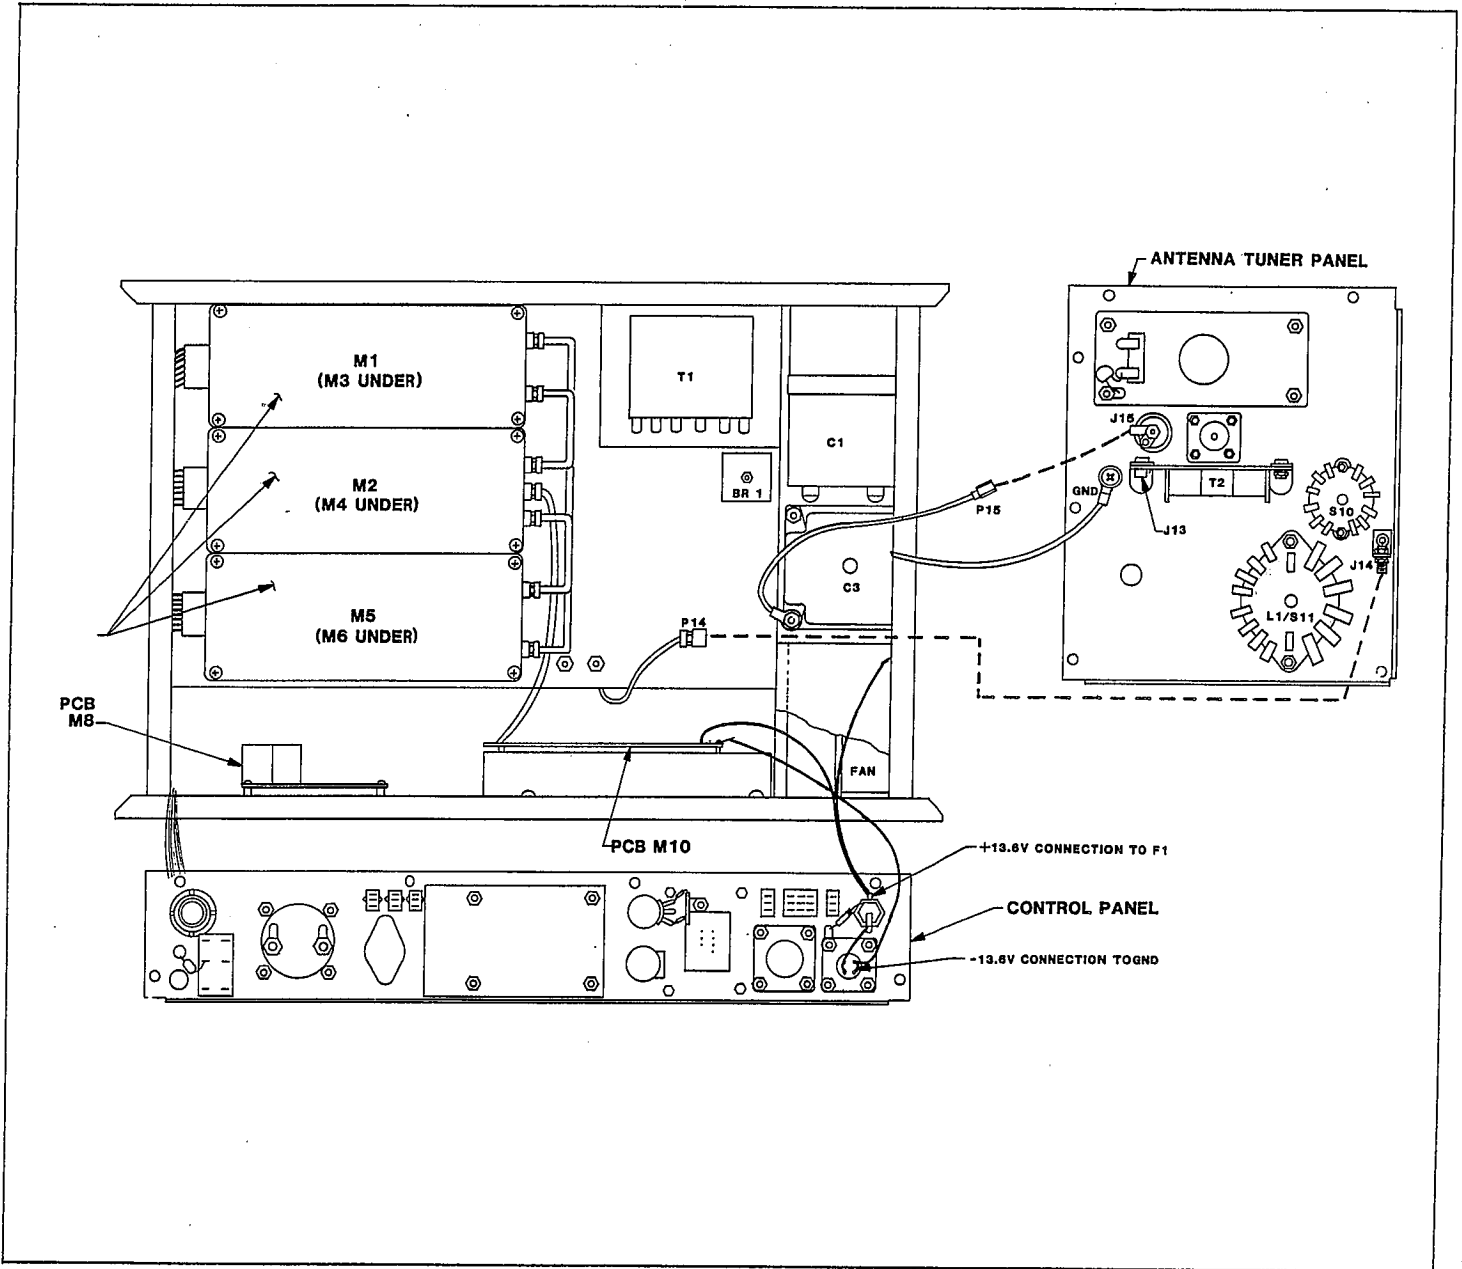 ANTENNA TUNER PANEL
M1
(M3 UNDER)
T1
C1
J15
M2
(M4 UNDER)
BR 1
P15
GND
T2
J13
S10
J14
C3
L1/S11
M5
(M6 UNDER)
P14
PCB
M8
FAN
PCB M10
+13.6V CONNECTION TO F1
CONTROL PANEL
-13.6V CONNECTION TOGND